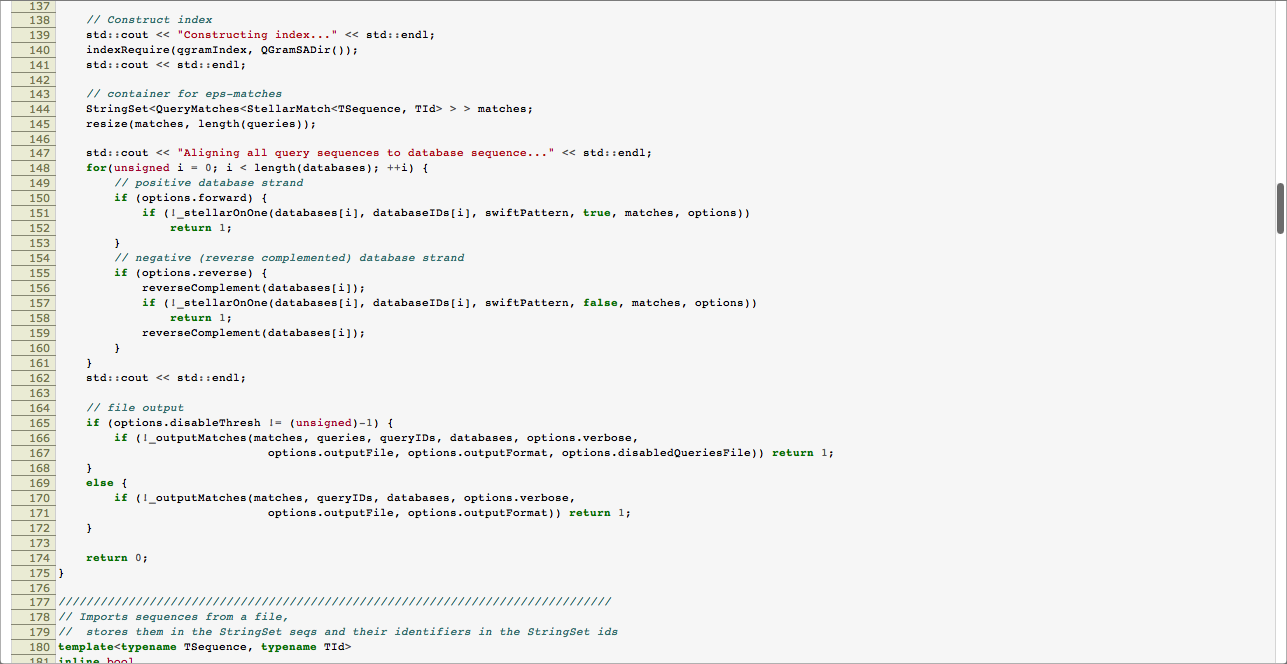 137
138     // Construct index
139     std::cout << "Constructing index..." << std::endl;
140     indexRequire(qgramIndex, QGramSADir());
141     std::cout << std::endl;
142
143     // container for eps-matches
144     StringSet<QueryMatches<StellarMatch<TSequence, TId> > > matches;
145     resize(matches, length(queries));
146
147     std::cout << "Aligning all query sequences to database sequence..." << std::endl;
148     for(unsigned i = 0; i < length(databases); ++i) {
149         // positive database strand
150         if (options.forward) {
151             if (!_stellarOnOne(databases[i], databaseIDs[i], swiftPattern, true, matches, options))
152                 return 1;
153         }
154         // negative (reverse complemented) database strand
155         if (options.reverse) {
156             reverseComplement(databases[i]);
157             if (!_stellarOnOne(databases[i], databaseIDs[i], swiftPattern, false, matches, options))
158                 return 1;
159             reverseComplement(databases[i]);
160         }
161     }
162     std::cout << std::endl;
163
164     // file output
165     if (options.disableThresh != (unsigned)-1) {
166         if (!_outputMatches(matches, queries, queryIDs, databases, options.verbose,
167                               options.outputFile, options.outputFormat, options.disabledQueriesFile)) return 1;
168     }
169     else {
170         if (!_outputMatches(matches, queryIDs, databases, options.verbose,
171                               options.outputFile, options.outputFormat)) return 1;
172     }
173
174     return 0;
175 }
176
177 ///////////////////////////////////////////////////////////////////////////////
178 // Imports sequences from a file,
179 //  stores them in the StringSet seqs and their identifiers in the StringSet ids
180 template<typename TSequence, typename TId>
181 inline bool